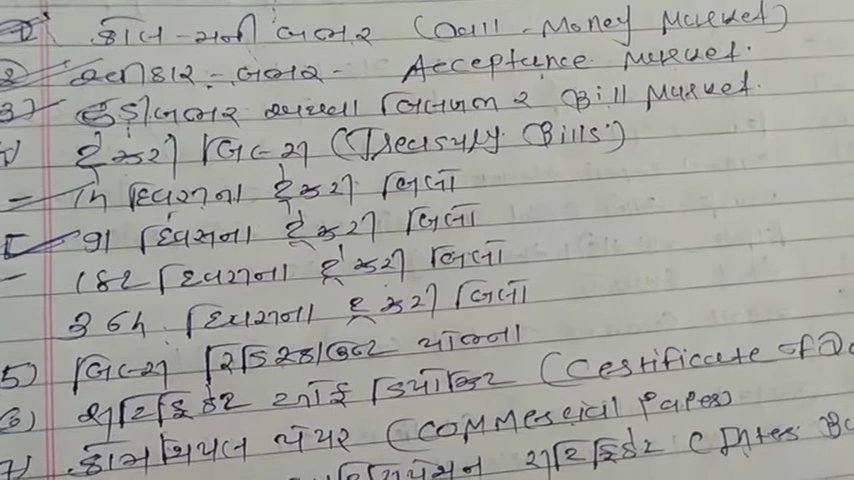 1) કોલ - મની બજાર (Call - Money Market)
2) સ્વીકાર - બજાર - Acceptance Market.
3) હુંડીબજાર અથવા બિલબજાર Bill Market.
4) ટ્રેઝરી બિલ્સ (Treasury Bills)
– 14 દિવસના ટ્રેઝરી બિલો
– 91 દિવસના ટ્રેઝરી બિલો
– 182 દિવસના ટ્રેઝરી બિલો
364 દિવસના ટ્રેઝરી બિલો
5) બિલ્સ રિડિસ્કાઉન્ટ યોજના
6) સર્ટિફિકેટ ઓફ ડિપોઝિટ (Certificate of
7) કોમર્શિયલ પેપર (Commercial Paper)
સર્ટિફિકેટ (Inter